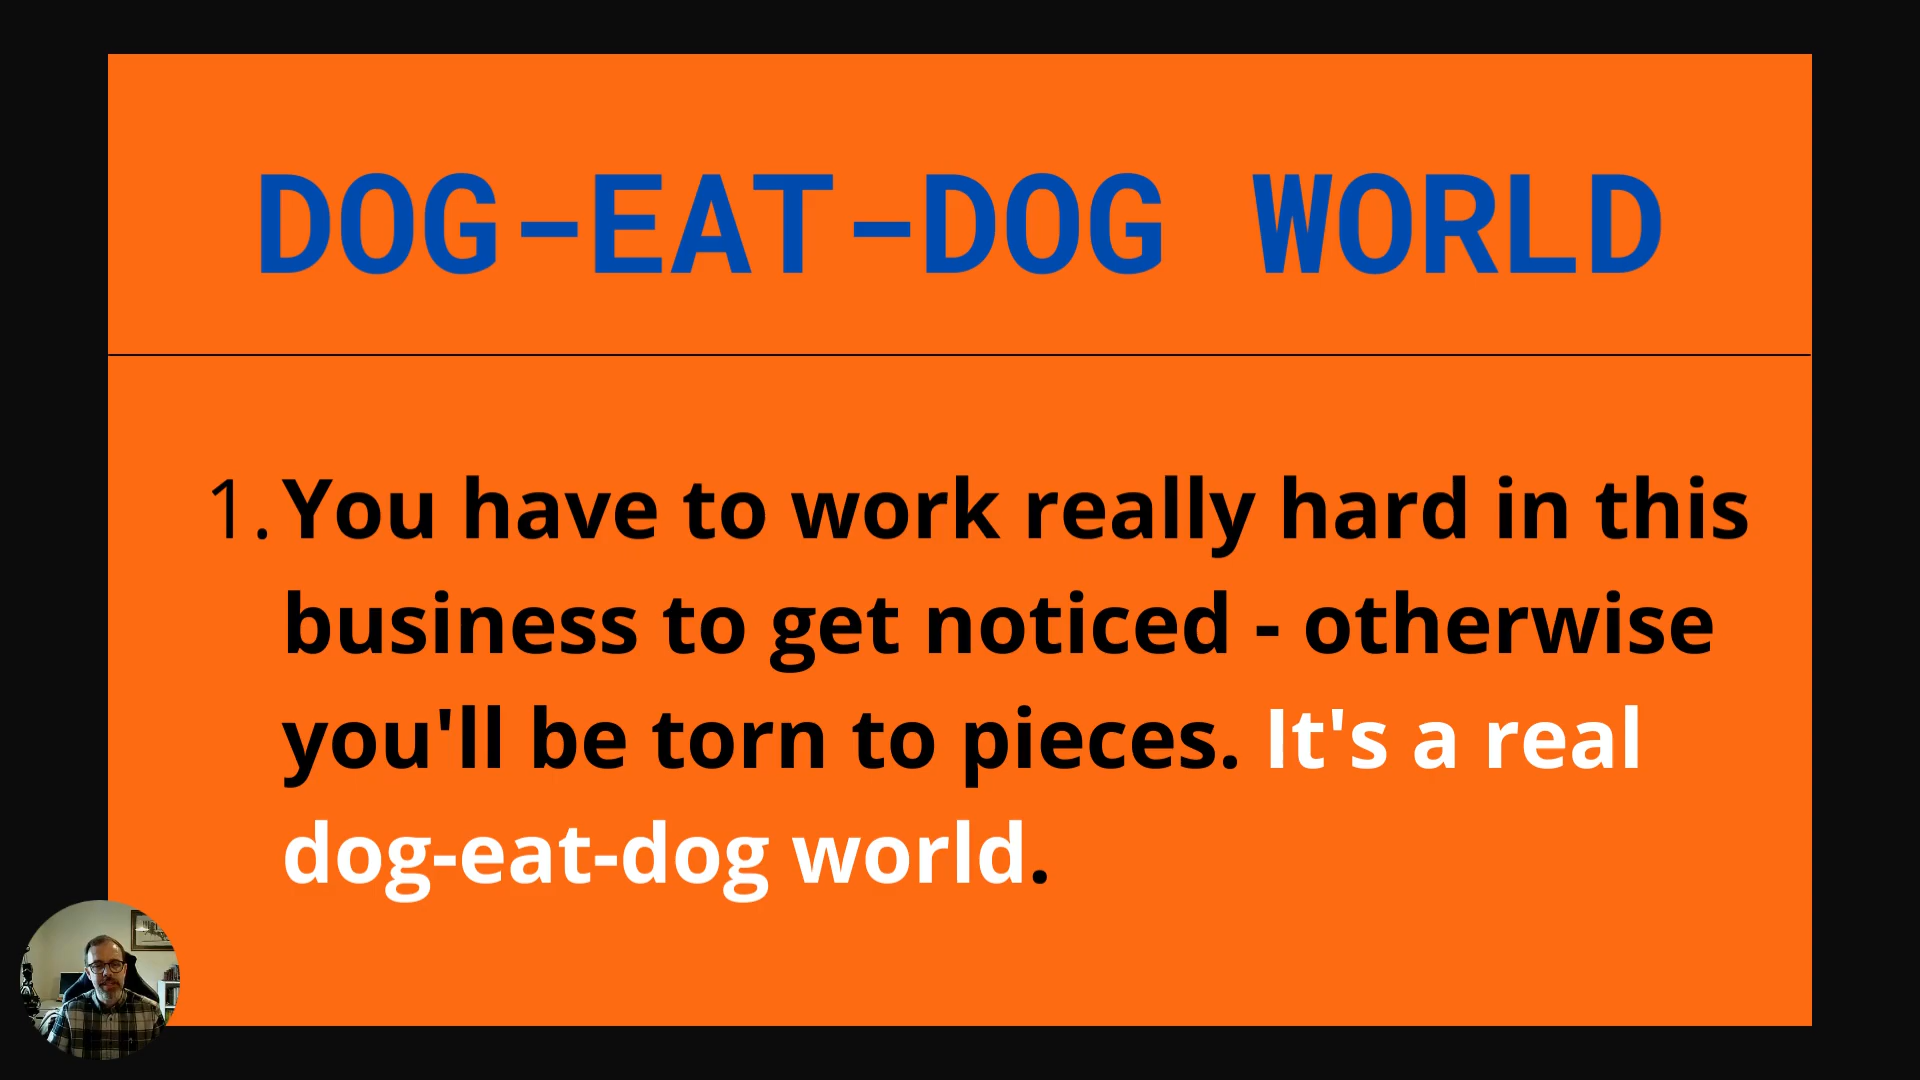 DOG-EAT-DOG WORLD
1. You have to work really hard in this
business to get noticed - otherwise
you'll be torn to pieces. It's a real
dog-eat-dog world.